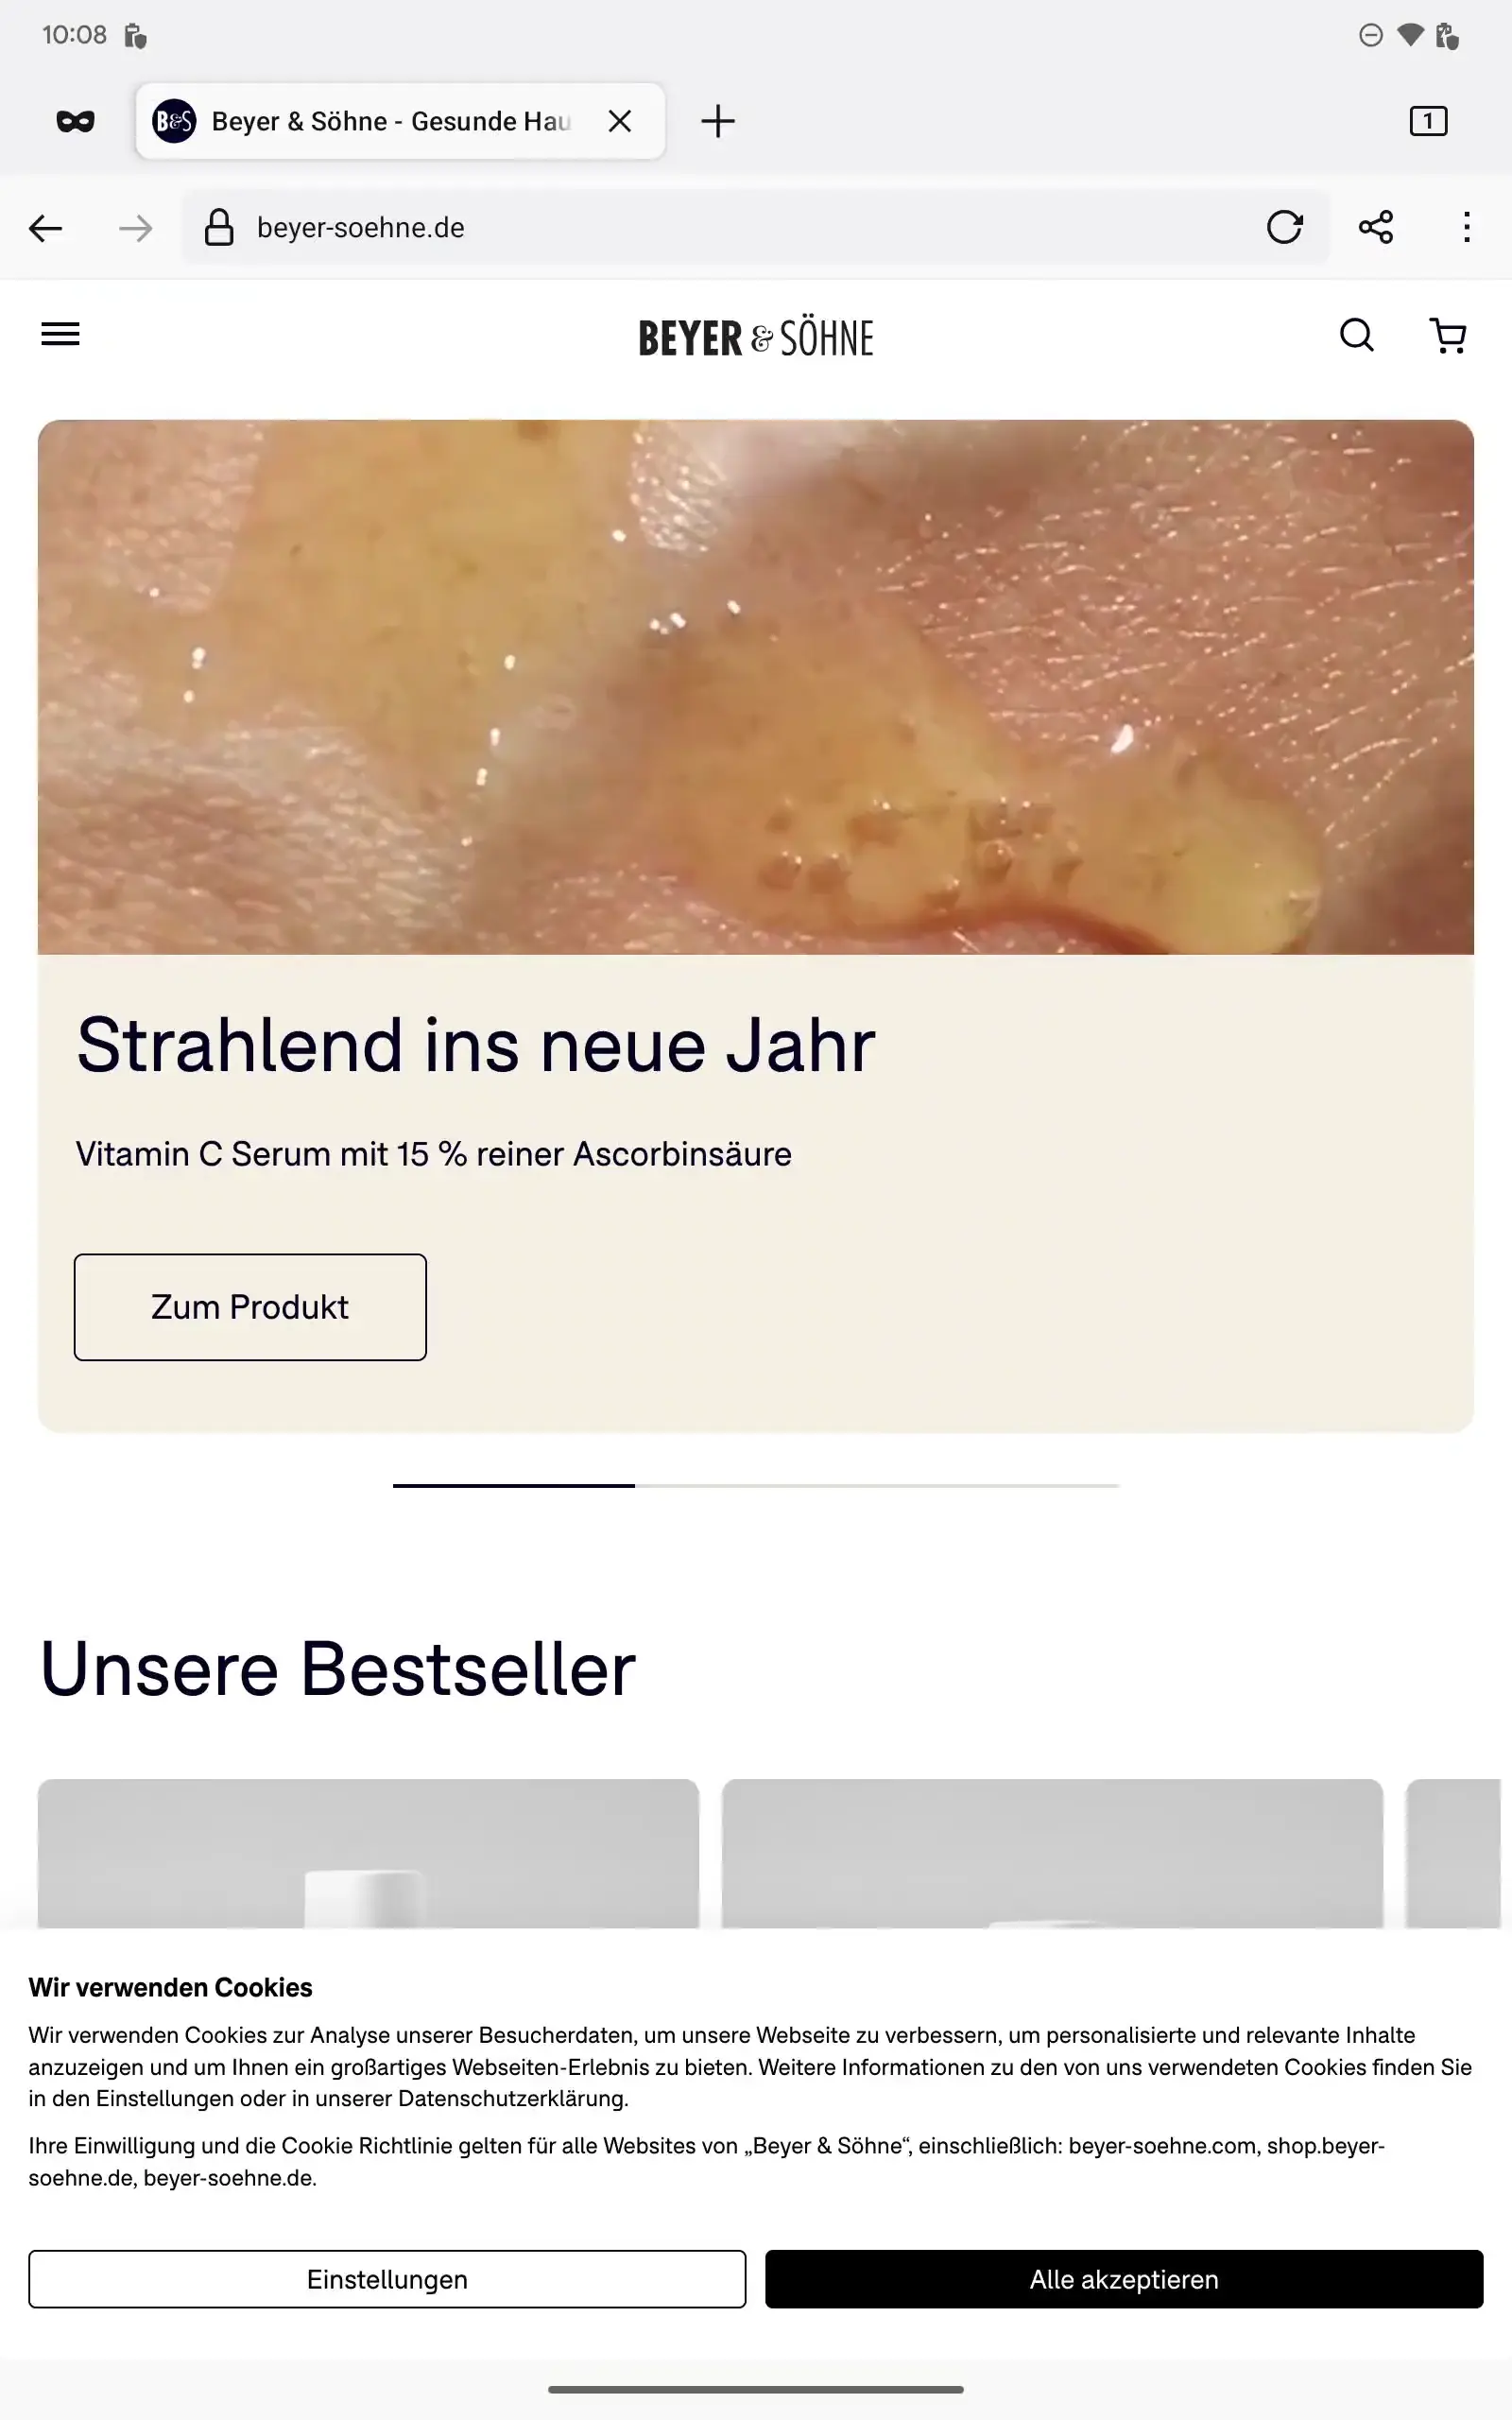 10:08
B&S Beyer & Söhne - Gesunde Hau
1
beyer-soehne.de
BEYER & SÖHNE
Strahlend ins neue Jahr
Vitamin C Serum mit 15 % reiner Ascorbinsäure
Zum Produkt
Unsere Bestseller
Wir verwenden Cookies
Wir verwenden Cookies zur Analyse unserer Besucherdaten, um unsere Webseite zu verbessern, um personalisierte und relevante Inhalte
anzuzeigen und um Ihnen ein großartiges Webseiten-Erlebnis zu bieten. Weitere Informationen zu den von uns verwendeten Cookies finden Sie
in den Einstellungen oder in unserer Datenschutzerklärung.
Ihre Einwilligung und die Cookie Richtlinie gelten für alle Websites von „Beyer & Söhne“, einschließlich: beyer-soehne.com, shop.beyer-
soehne.de, beyer-soehne.de.
Einstellungen
Alle akzeptieren